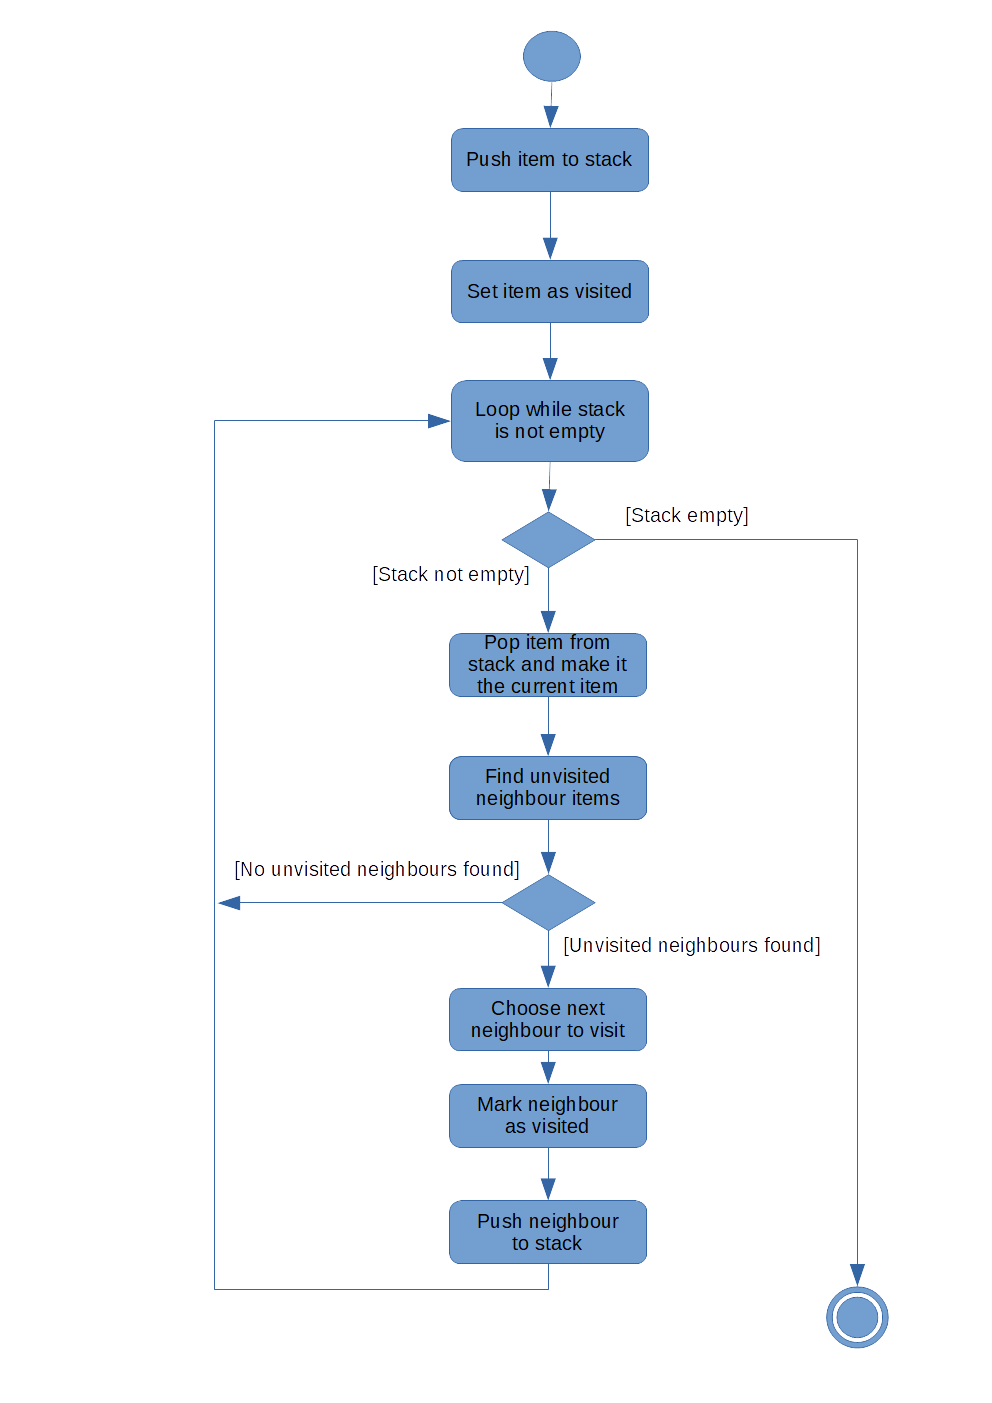 Push item to stack
Set item as visited
Loop while stack
is not empty
[Stack empty]
[Stack not empty]
Pop item from
stack and make it
the current item
Find unvisited
neighbour items
[No unvisited neighbours found]
[Unvisited neighbours found]
Choose next
neighbour to visit
Mark neighbour
as visited
Push neighbour
to stack